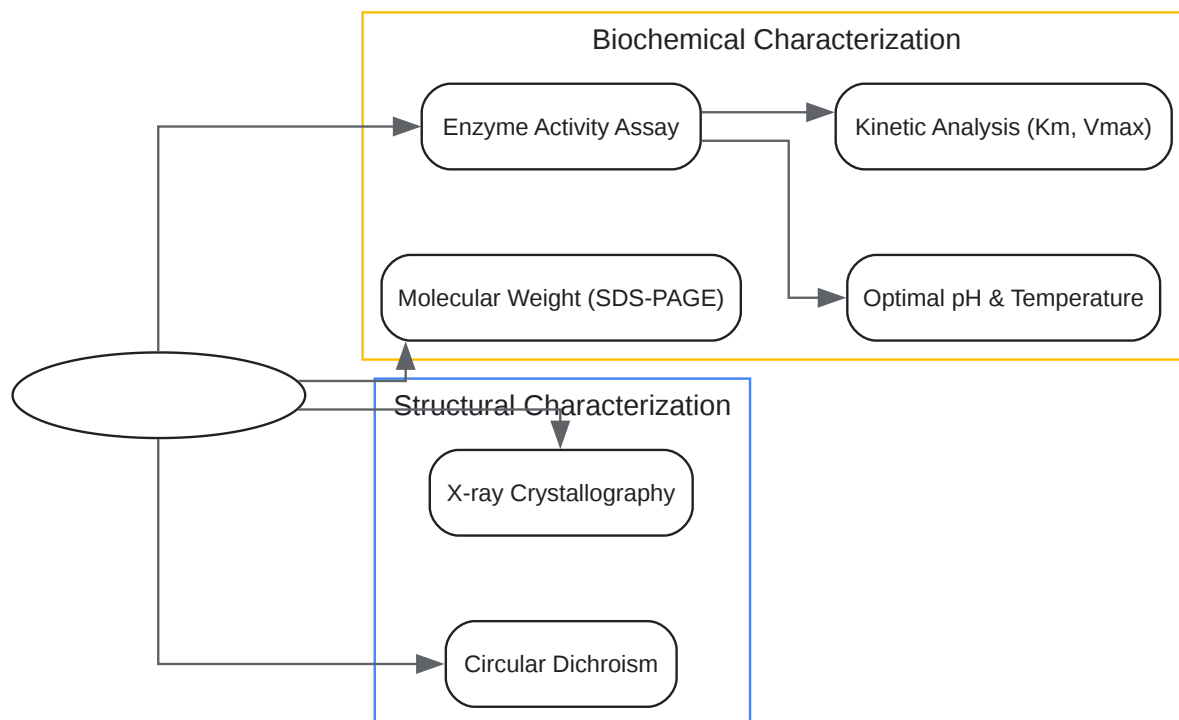 Biochemical Characterization
Enzyme Activity Assay
Kinetic Analysis (Km, Vmax)
Molecular Weight (SDS-PAGE)
Optimal pH & Temperature
Structural Characterization
X-ray Crystallography
Circular Dichroism